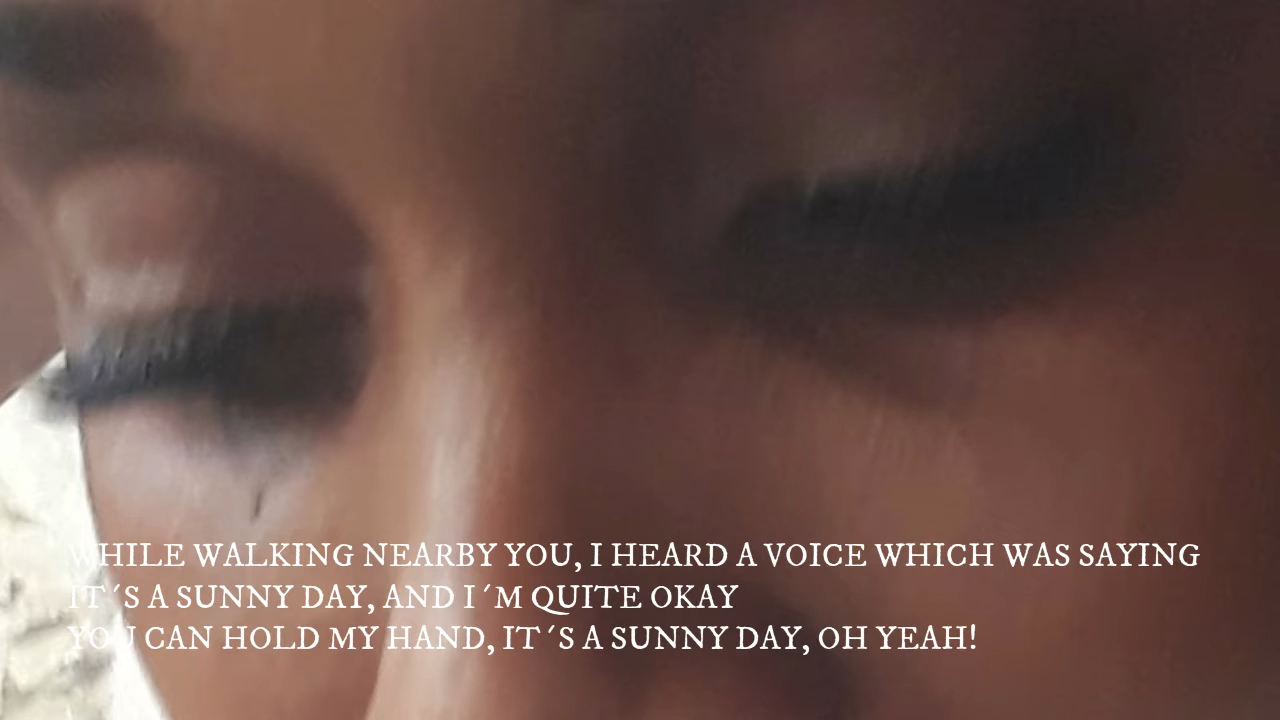 WHILE WALKING NEARBY YOU, I HEARD A VOICE WHICH WAS SAYING
IT´S A SUNNY DAY, AND I´M QUITE OKAY
YOU CAN HOLD MY HAND, IT´S A SUNNY DAY, OH YEAH!